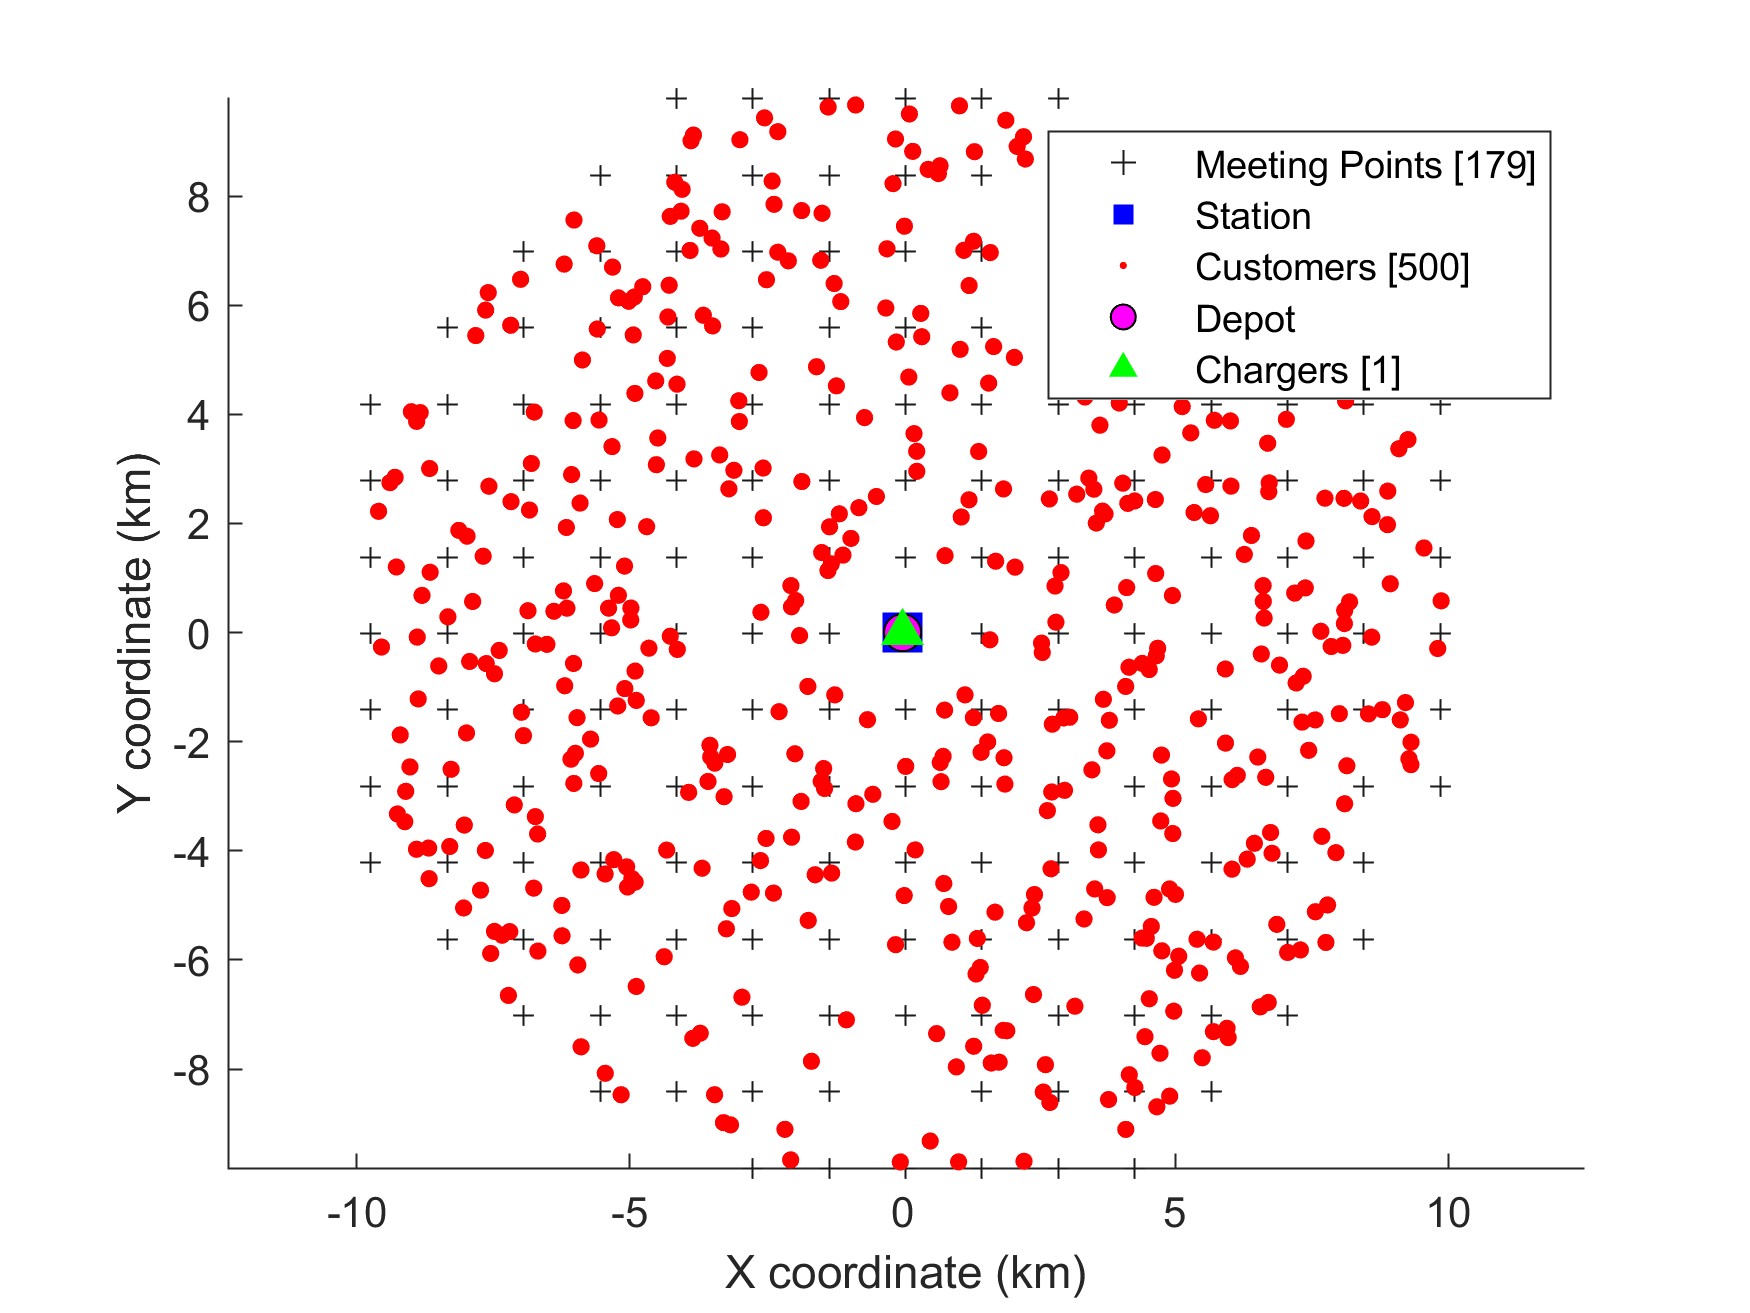 Meeting Points [179]
Station
Customers [500]
Depot
Chargers [1]
8
6
4
2
0
-2
-4
-6
-8
Y coordinate (km)
-10 -5 0 5 10
X coordinate (km)